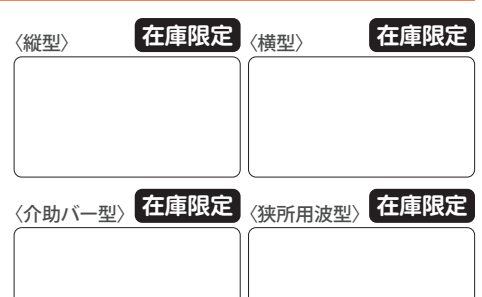 〈縦型〉 在庫限定 〈横型〉 在庫限定
〈介助バー型〉 在庫限定 〈狭所用波型〉 在庫限定